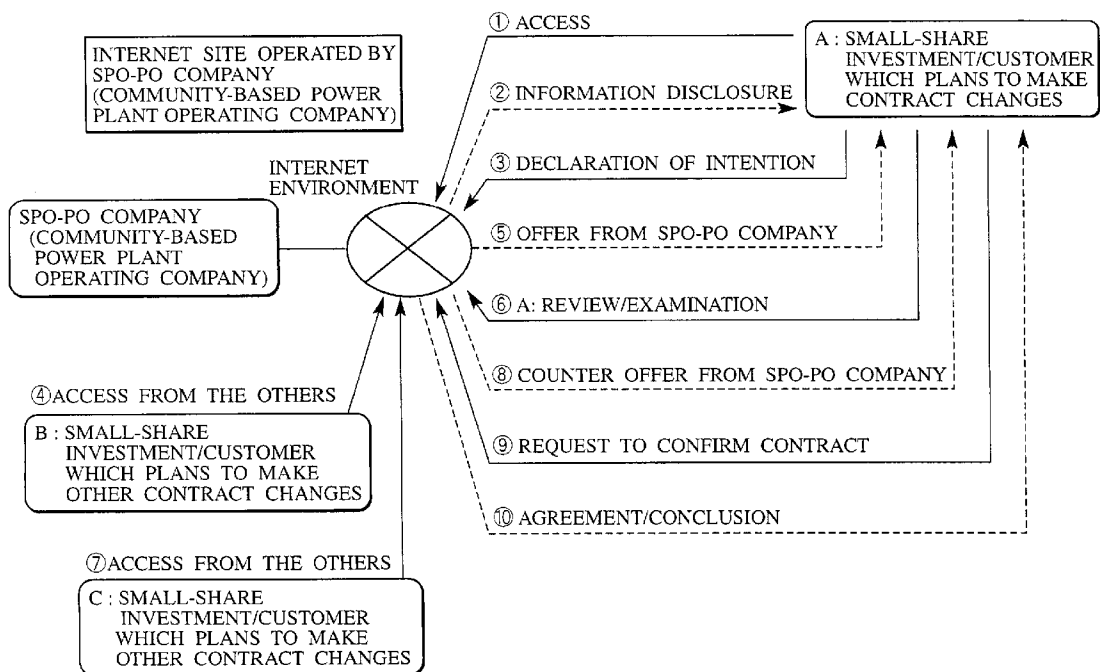 INTERNET SITE OPERATED BY
SPO-PO COMPANY
(COMMUNITY-BASED POWER
PLANT OPERATING COMPANY)
① ACCESS
A : SMALL-SHARE
INVESTMENT/CUSTOMER
WHICH PLANS TO MAKE
CONTRACT CHANGES
② INFORMATION DISCLOSURE
③ DECLARATION OF INTENTION
INTERNET
ENVIRONMENT
SPO-PO COMPANY
(COMMUNITY-BASED
POWER PLANT
OPERATING COMPANY)
⑤ OFFER FROM SPO-PO COMPANY
⑥ A: REVIEW/EXAMINATION
⑧ COUNTER OFFER FROM SPO-PO COMPANY
④ACCESS FROM THE OTHERS
B : SMALL-SHARE
INVESTMENT/CUSTOMER
WHICH PLANS TO MAKE
OTHER CONTRACT CHANGES
⑨ REQUEST TO CONFIRM CONTRACT
⑩ AGREEMENT/CONCLUSION
⑦ACCESS FROM THE OTHERS
C : SMALL-SHARE
INVESTMENT/CUSTOMER
WHICH PLANS TO MAKE
OTHER CONTRACT CHANGES